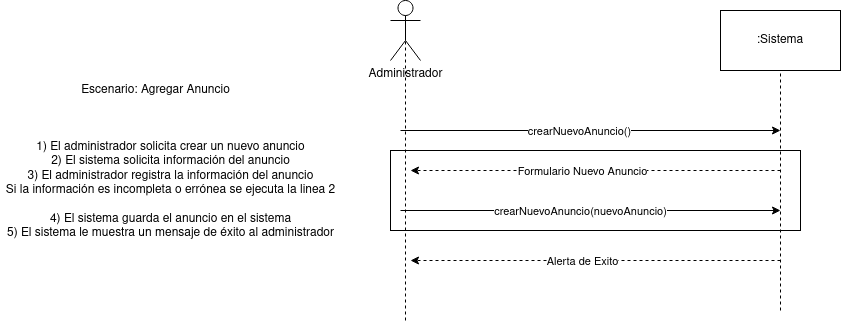 :Sistema
Administrador
Escenario: Agregar Anuncio
1) El administrador solicita crear un nuevo anuncio
2) El sistema solicita información del anuncio
3) El administrador registra la información del anuncio
Si la información es incompleta o errónea se ejecuta la linea 2
4) El sistema guarda el anuncio en el sistema
5) El sistema le muestra un mensaje de éxito al administrador
crearNuevoAnuncio()
Formulario Nuevo Anuncio
crearNuevoAnuncio(nuevoAnuncio)
Alerta de Exito